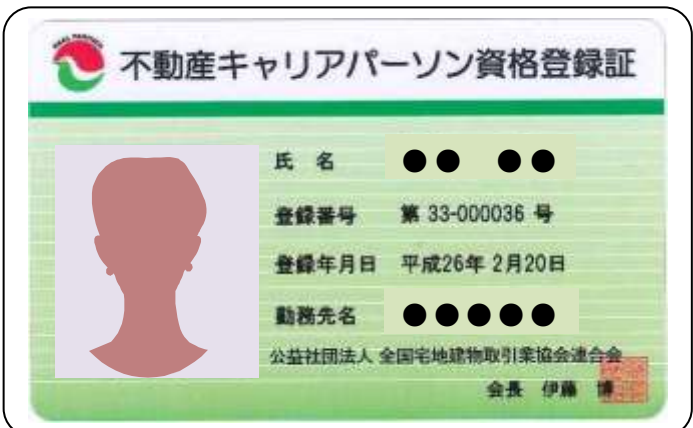 不動産キャリアパーソン資格登録証
氏 名 ●● ●●
登録番号 第 33-000036 号
登録年月日 平成26年 2月20日
勤務先名 ●●●●●
公益社団法人 全国宅地建物取引業協会連合会
会長 伊藤 博